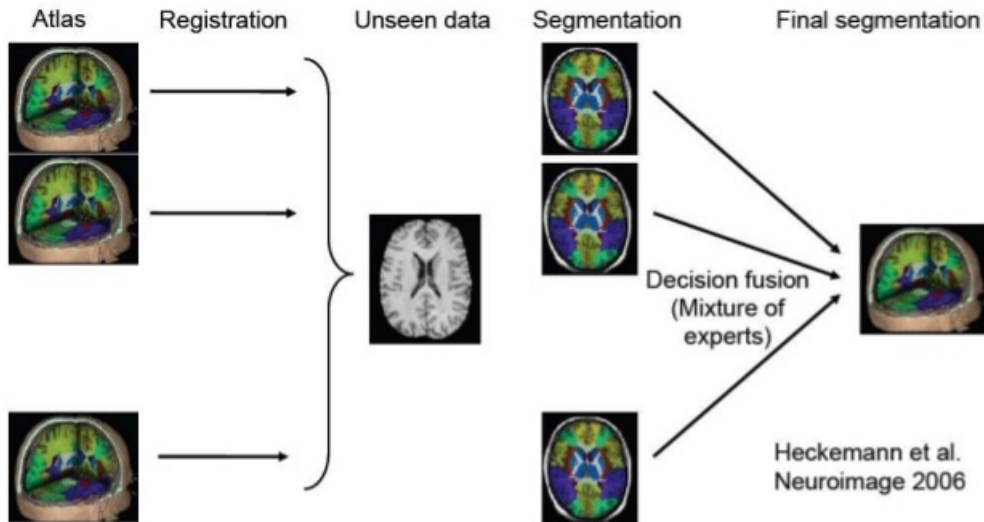 Atlas
Registration
Unseen data
Segmentation
Final segmentation
Decision fusion
(Mixture of
experts)
Heckemann et al.
Neuroimage 2006